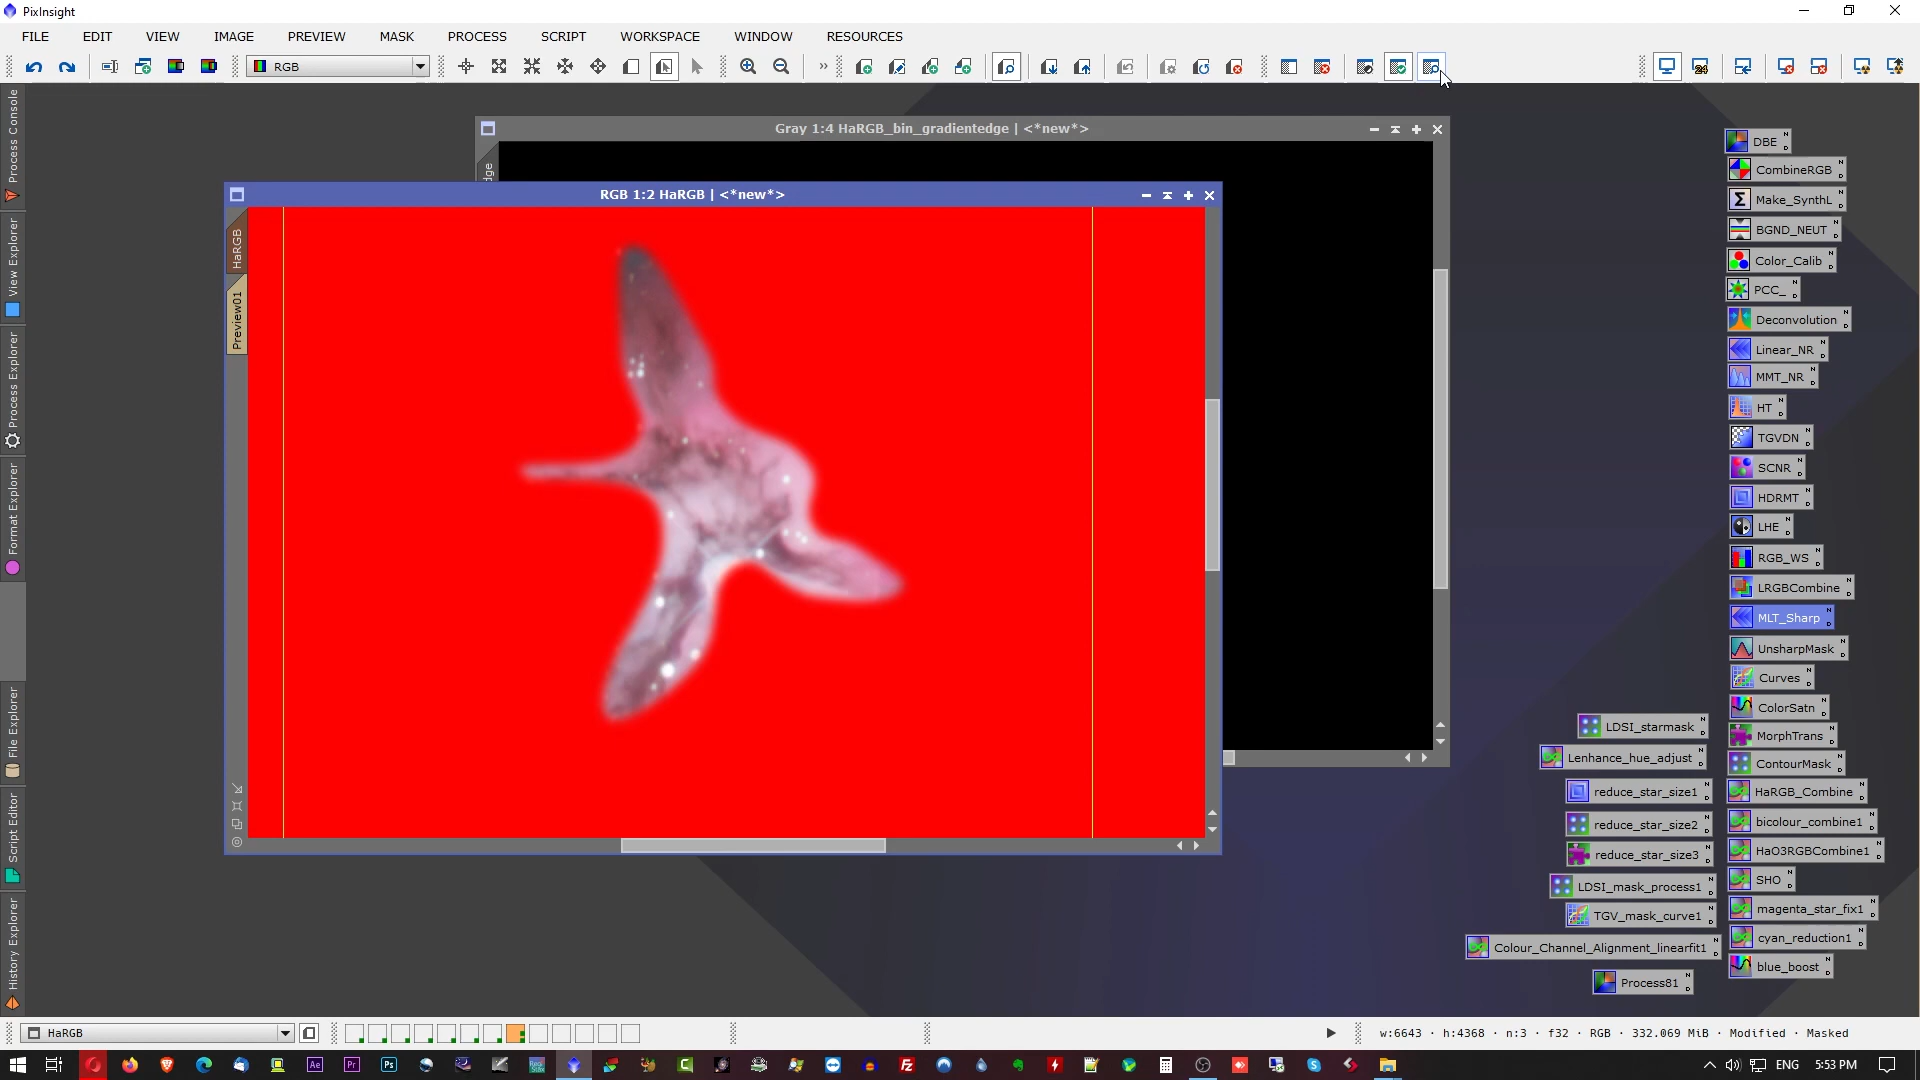 PixInsight
FILE EDIT VIEW IMAGE PREVIEW MASK PROCESS SCRIPT WORKSPACE WINDOW RESOURCES
RGB
24
Process Console
View Explorer
Process Explorer
Format Explorer
File Explorer
Script Editor
History Explorer
Gray 1:4 HaRGB_bin_gradientedge | <*new*>
RGB 1:2 HaRGB | <*new*>
HaRGB
Preview01
DBE
CombineRGB
Make_SynthL
BGND_NEUT
Color_Calib
PCC_
Deconvolution
Linear_NR
MMT_NR
HT
TGVDN
SCNR
HDRMT
LHE
RGB_WS
LRGBCombine
MLT_Sharp
UnsharpMask
Curves
ColorSatn
MorphTrans
ContourMask
HaRGB_Combine
bicolour_combine1
HaO3RGBCombine1
SHO
magenta_star_fix1
cyan_reduction1
blue_boost
LDSI_starmask
Lenhance_hue_adjust
reduce_star_size1
reduce_star_size2
reduce_star_size3
LDSI_mask_process1
TGV_mask_curve1
Colour_Channel_Alignment_linearfit1
Process81
HaRGB
w:6643 · h:4368 · n:3 · f32 · RGB · 332.069 MiB · Modified · Masked
ENG
5:53 PM